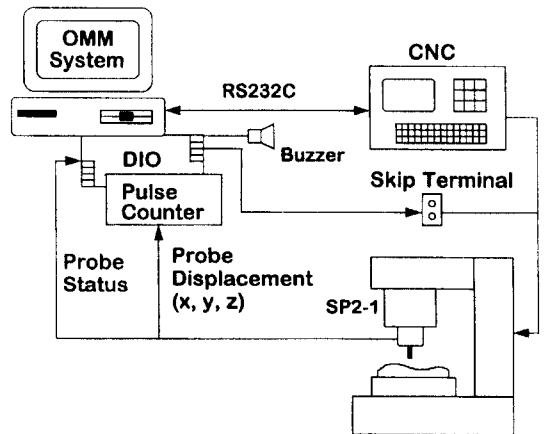 OMM
System
CNC
RS232C
Buzzer
DIO
Pulse
Counter
Skip Terminal
Probe
Status
Probe
Displacement
(x, y, z)
SP2-1